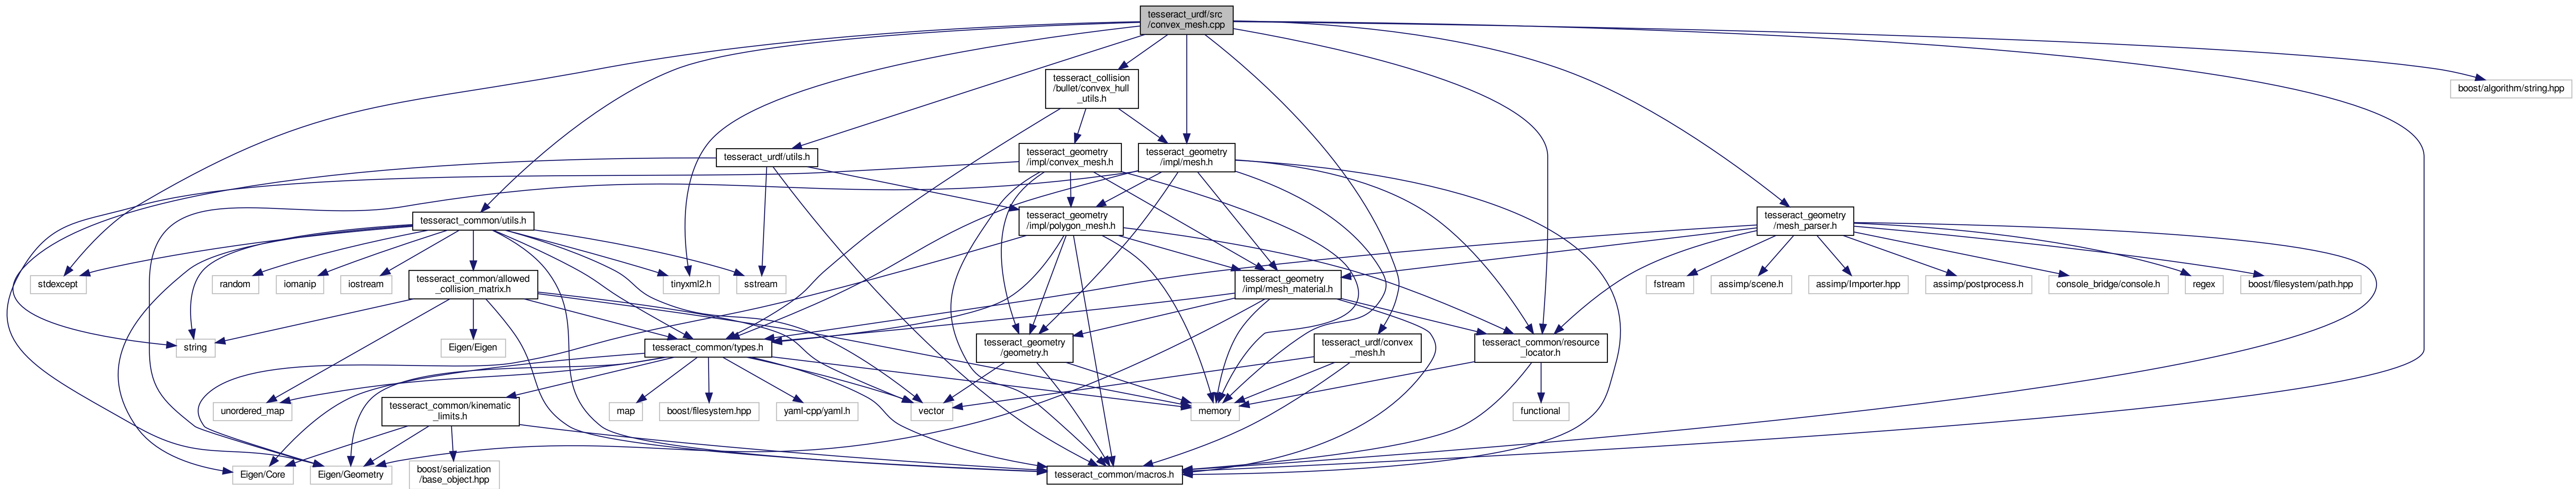 tesseract_urdf/src
/convex_mesh.cpp
boost/algorithm/string.hpp
tesseract_collision
/bullet/convex_hull
_utils.h
tesseract_urdf/utils.h
tesseract_geometry
/impl/convex_mesh.h
tesseract_geometry
/impl/mesh.h
tesseract_common/utils.h
tesseract_geometry
/impl/polygon_mesh.h
tesseract_geometry
/mesh_parser.h
stdexcept
random
iomanip
iostream
tesseract_common/allowed
_collision_matrix.h
tinyxml2.h
sstream
tesseract_geometry
/impl/mesh_material.h
fstream
assimp/scene.h
assimp/Importer.hpp
assimp/postprocess.h
console_bridge/console.h
regex
boost/filesystem/path.hpp
string
Eigen/Eigen
tesseract_common/types.h
tesseract_geometry
/geometry.h
tesseract_urdf/convex
_mesh.h
tesseract_common/resource
_locator.h
unordered_map
tesseract_common/kinematic
_limits.h
map
boost/filesystem.hpp
yaml-cpp/yaml.h
vector
memory
functional
Eigen/Core
Eigen/Geometry
boost/serialization
/base_object.hpp
tesseract_common/macros.h